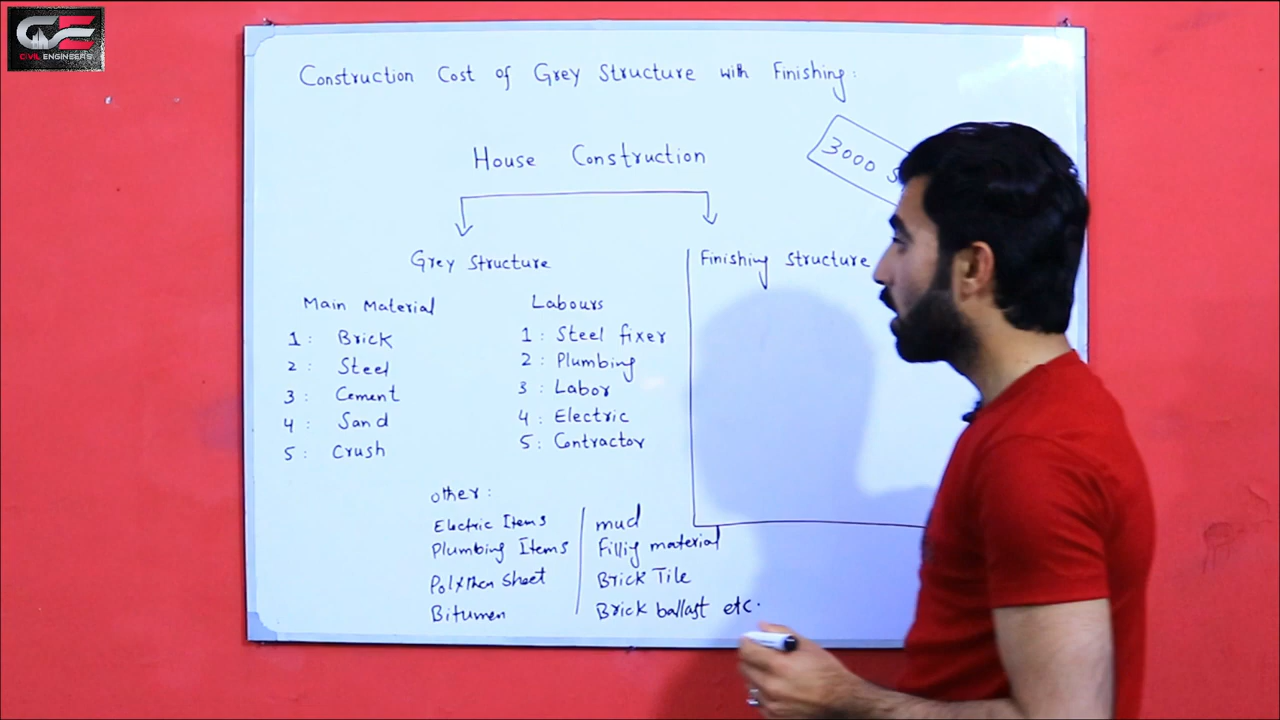 CIVIL ENGINEERS
Construction Cost of Grey Structure with Finishing:
3000 S
House Construction
Grey Structure
Main Material
1: Brick
2: Steel
3: Cement
4: Sand
5: Crush
Labours
1: Steel fixer
2: Plumbing
3: Labor
4: Electric
5: Contractor
Finishing Structure
other:
Electric Items
Plumbing Items
Polythen Sheet
Bitumen
mud
Fillig material
Brick Tile
Brick ballast etc.